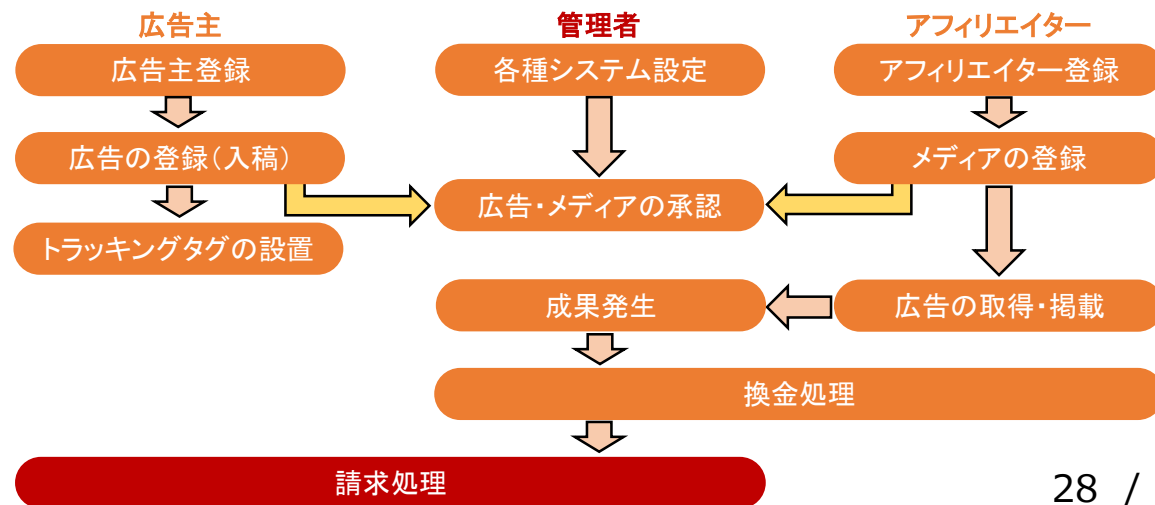 広告主
管理者
アフィリエイター
広告主登録
各種システム設定
アフィリエイター登録
広告の登録(入稿)
メディアの登録
広告・メディアの承認
トラッキングタグの設置
成果発生
広告の取得・掲載
換金処理
請求処理
28 /